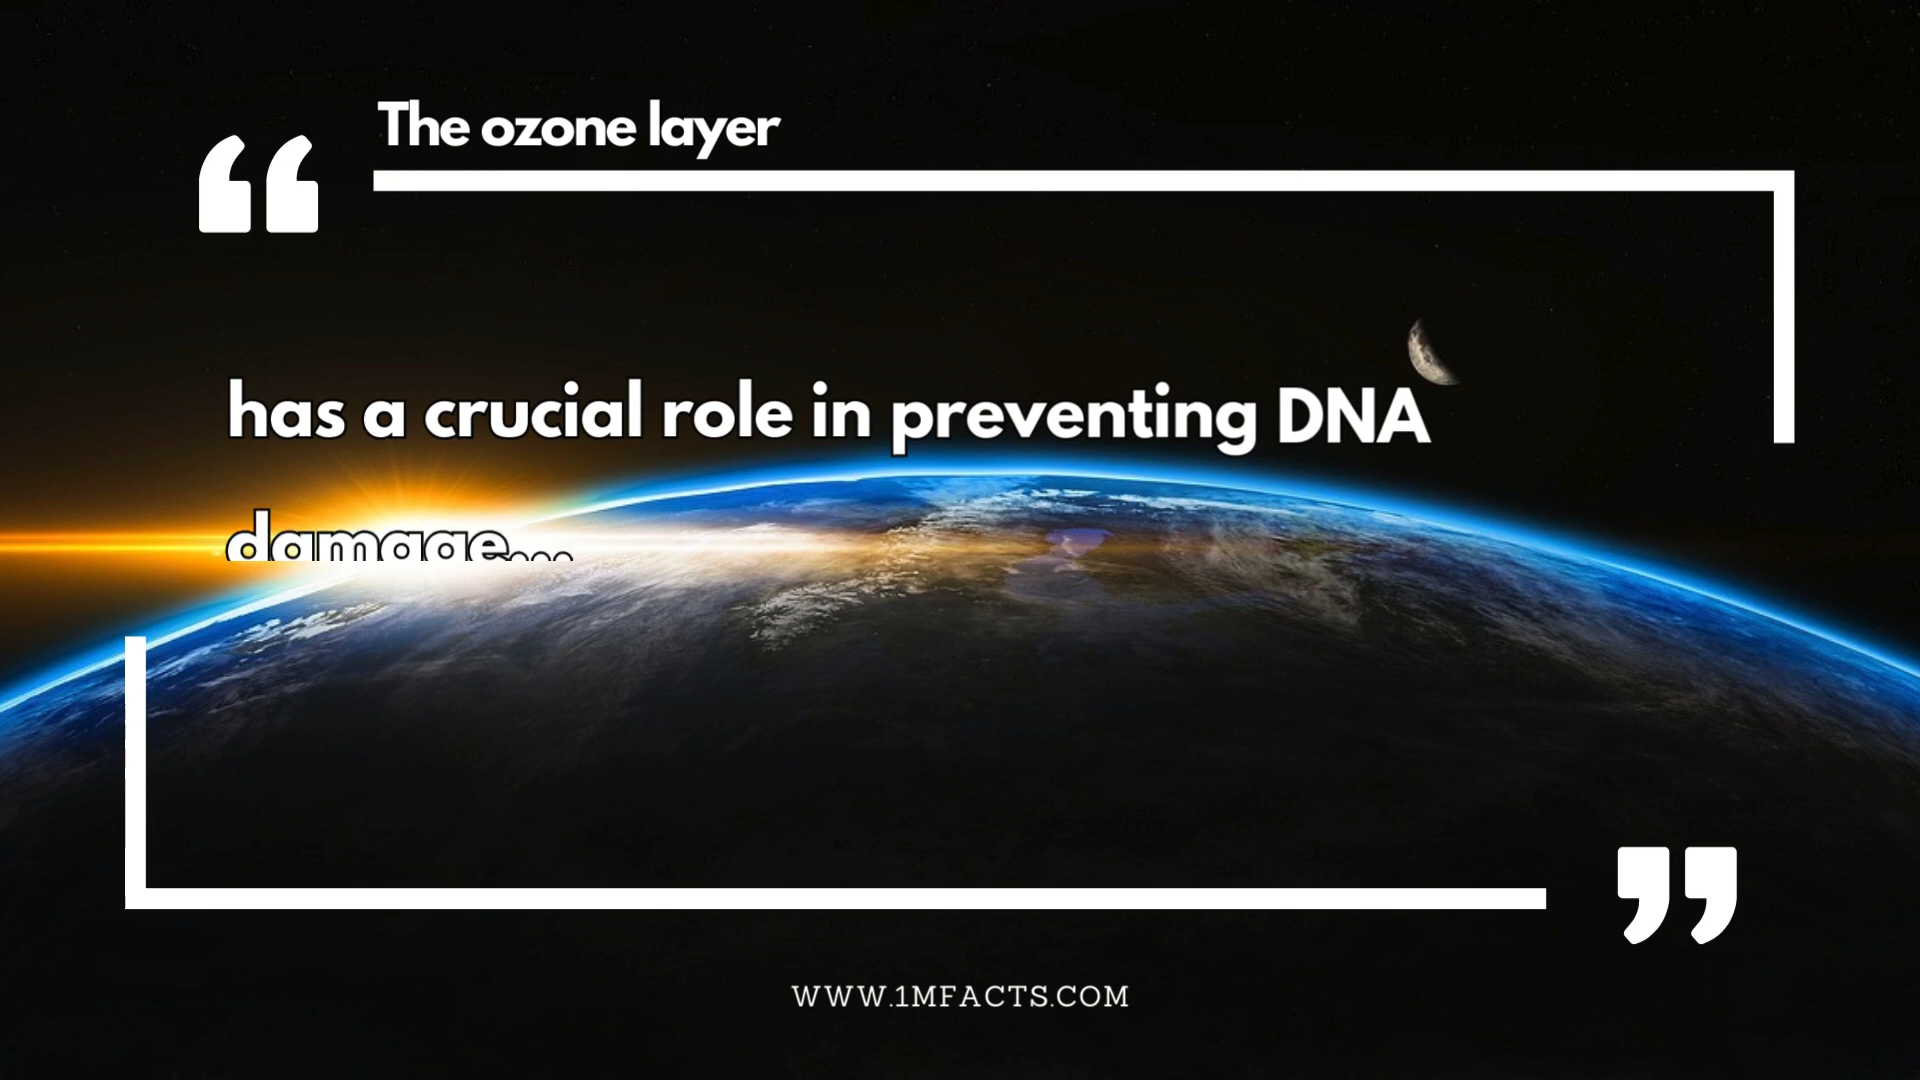 The ozone layer
has a crucial role in preventing DNA
damage...
WWW.1MFACTS.COM